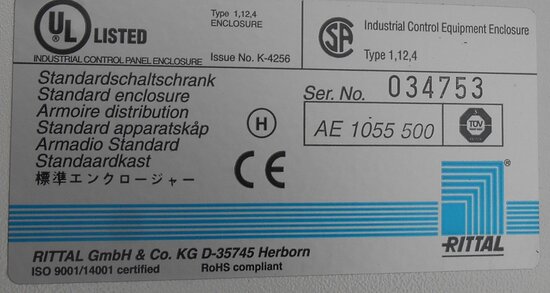 UL LISTED
Type 1,12,4
ENCLOSURE
INDUSTRIAL CONTROL PANEL ENCLOSURE
Issue No. K-4256
Industrial Control Equipment Enclosure
Type 1,12,4
Standardschaltschrank
Standard enclosure
Armoire distribution
Standard apparatskåp
Armadio Standard
Standaardkast
標準エンクロージャー
H
CE
Ser. No. 034753
AE 1055 500
TÜV
RITTAL
®
RITTAL GmbH & Co. KG D-35745 Herborn
ISO 9001/14001 certified RoHS compliant